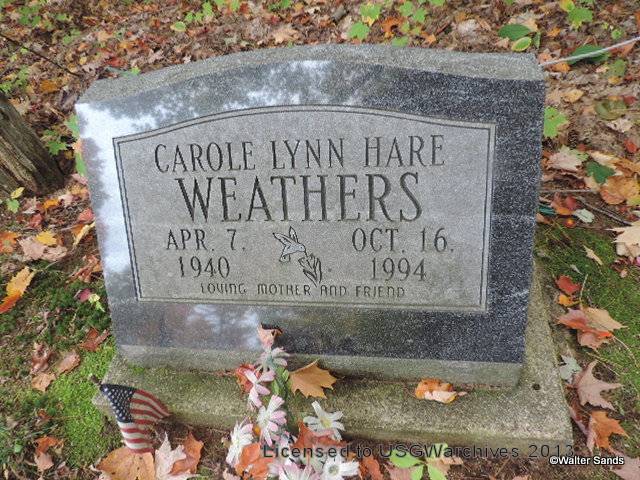 CAROLE LYNN HARE
WEATHERS
APR. 7. OCT. 16.
1940 1994
LOVING MOTHER AND FRIEND
Licensed to USGWarchives 2013
©Walter Sands